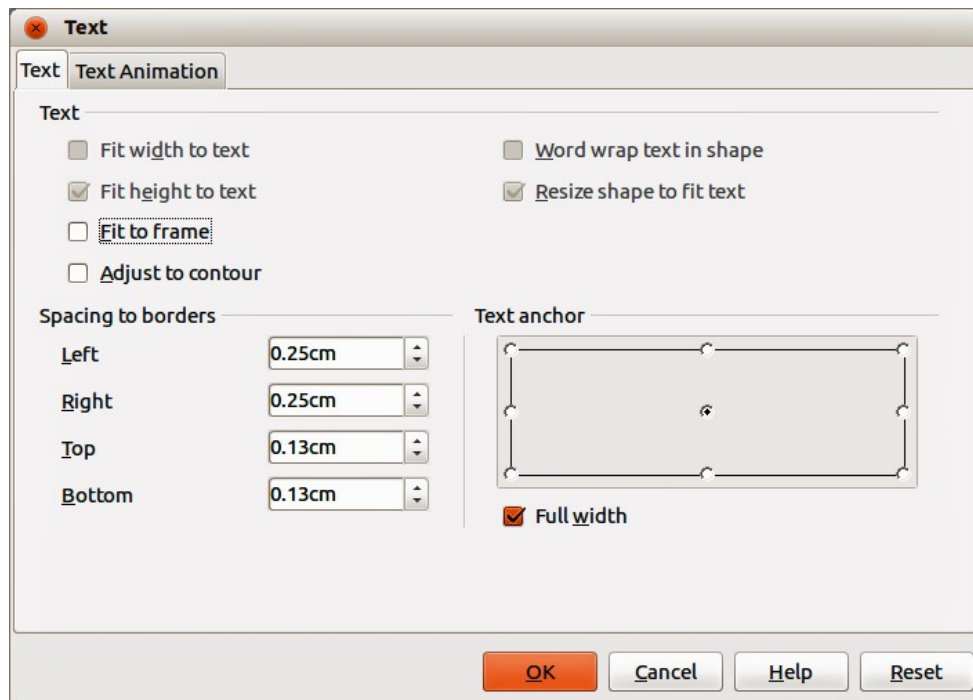 Text
Text Text Animation
Text
Fit width to text
Word wrap text in shape
Fit height to text
Resize shape to fit text
Fit to frame
Adjust to contour
Spacing to borders
Left 0.25cm
Right 0.25cm
Top 0.13cm
Bottom 0.13cm
Text anchor
Full width
OK Cancel Help Reset